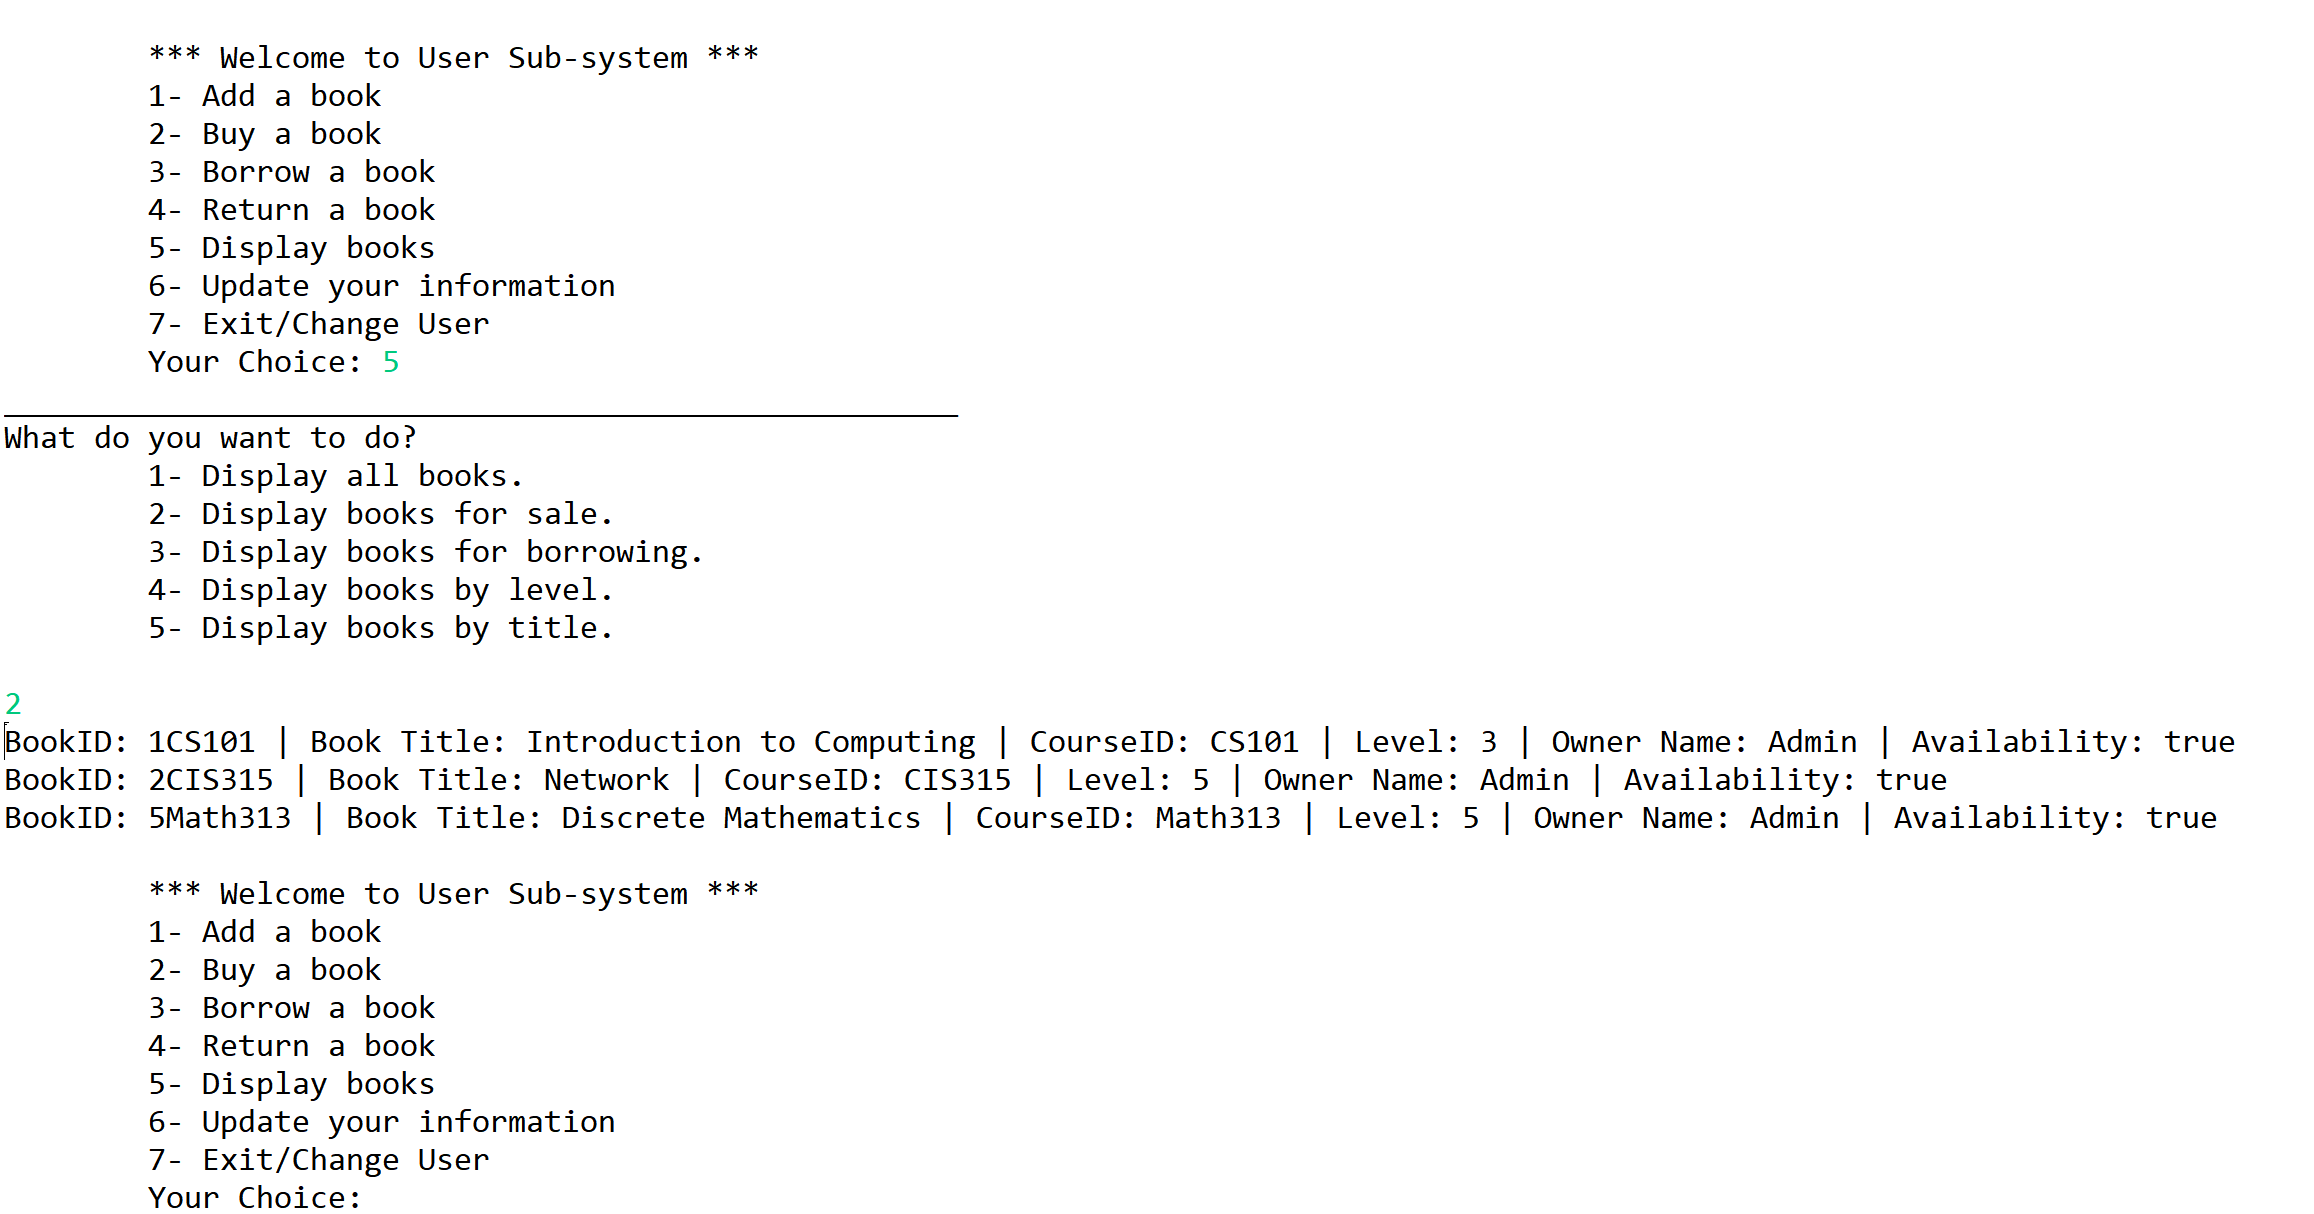 *** Welcome to User Sub-system ***
1- Add a book
2- Buy a book
3- Borrow a book
4- Return a book
5- Display books
6- Update your information
7- Exit/Change User
Your Choice: 5
_____________________________________________________
What do you want to do?
1- Display all books.
2- Display books for sale.
3- Display books for borrowing.
4- Display books by level.
5- Display books by title.
2
BookID: 1CS101 | Book Title: Introduction to Computing | CourseID: CS101 | Level: 3 | Owner Name: Admin | Availability: true
BookID: 2CIS315 | Book Title: Network | CourseID: CIS315 | Level: 5 | Owner Name: Admin | Availability: true
BookID: 5Math313 | Book Title: Discrete Mathematics | CourseID: Math313 | Level: 5 | Owner Name: Admin | Availability: true
*** Welcome to User Sub-system ***
1- Add a book
2- Buy a book
3- Borrow a book
4- Return a book
5- Display books
6- Update your information
7- Exit/Change User
Your Choice: